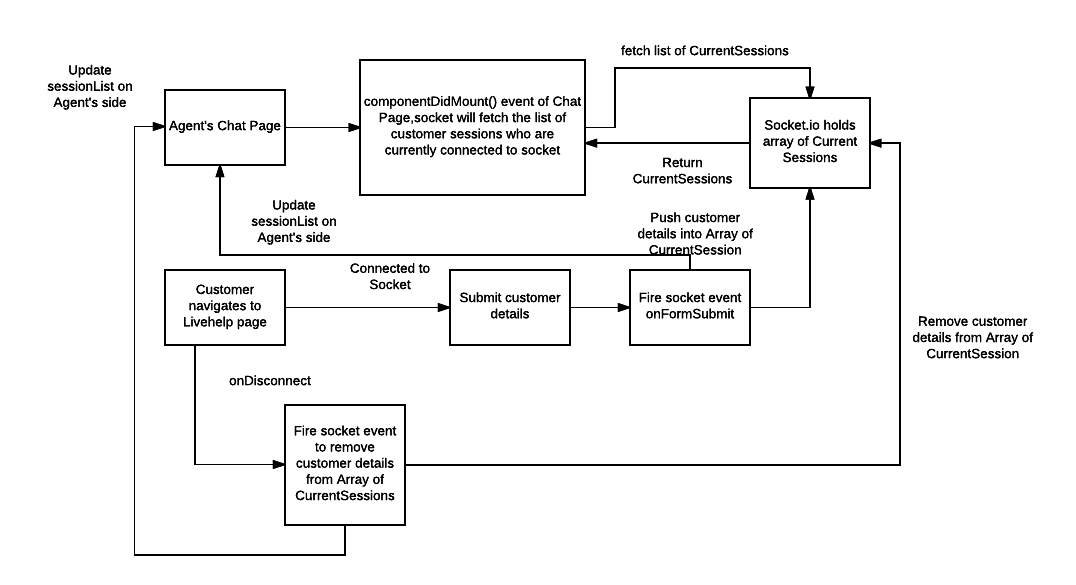 fetch list of CurrentSessions
Update
sessionList on
Agent's side
Agent's Chat Page
componentDidMount() event of Chat
Page,socket will fetch the list of
customer sessions who are
currently connected to socket
Socket.io holds
array of Current
Sessions
Return
CurrentSessions
Update
sessionList on
Agent's side
Push customer
details into Array of
CurrentSession
Connected to
Socket
Customer
navigates to
Livehelp page
Submit customer
details
Fire socket event
onFormSubmit
Remove customer
details from Array of
CurrentSession
onDisconnect
Fire socket event
to remove
customer details
from Array of
CurrentSessions